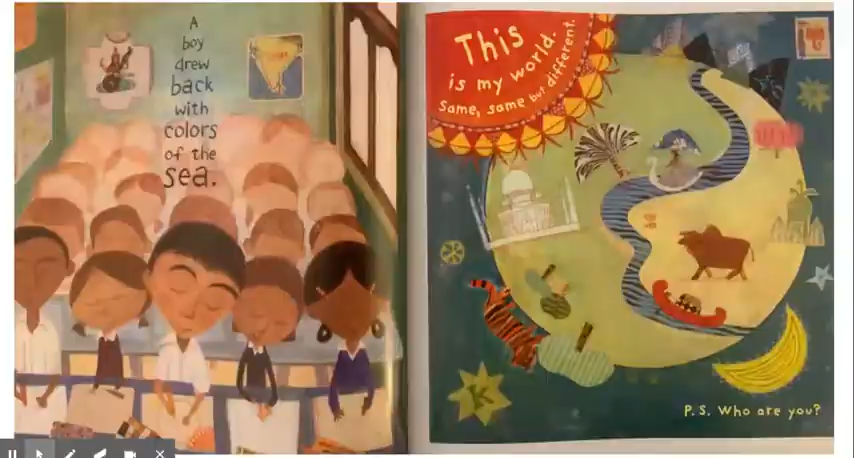 A
boy
drew
back
with
colors
of the
sea.
This
is my world.
Same, same but different.
K
P.S. Who are you?